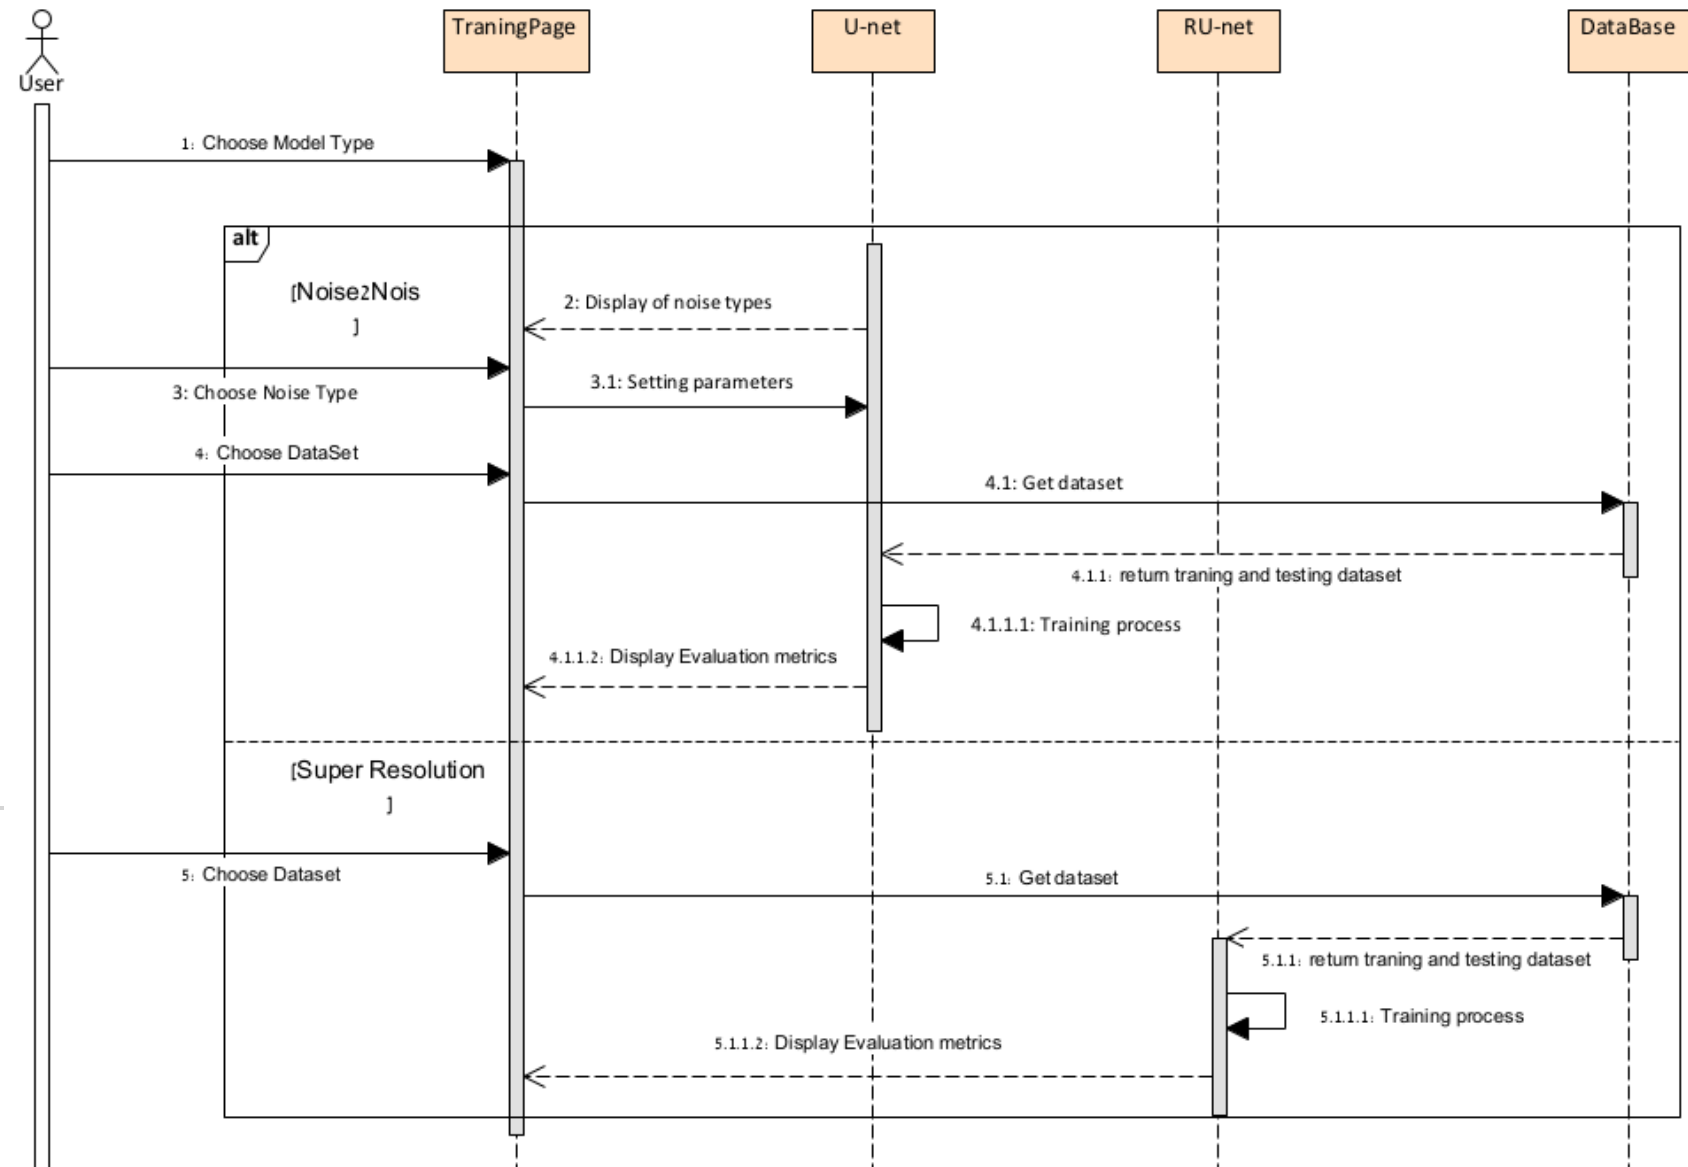 TraningPage
U-net
RU-net
DataBase
User
1: Choose Model Type
alt
[Noise2Nois
]
2: Display of noise types
3: Choose Noise Type
3.1: Setting parameters
4: Choose DataSet
4.1: Get dataset
4.1.1: return traning and testing dataset
4.1.1.1: Training process
4.1.1.2: Display Evaluation metrics
[Super Resolution
]
5: Choose Dataset
5.1: Get dataset
5.1.1: return traning and testing dataset
5.1.1.1: Training process
5.1.1.2: Display Evaluation metrics